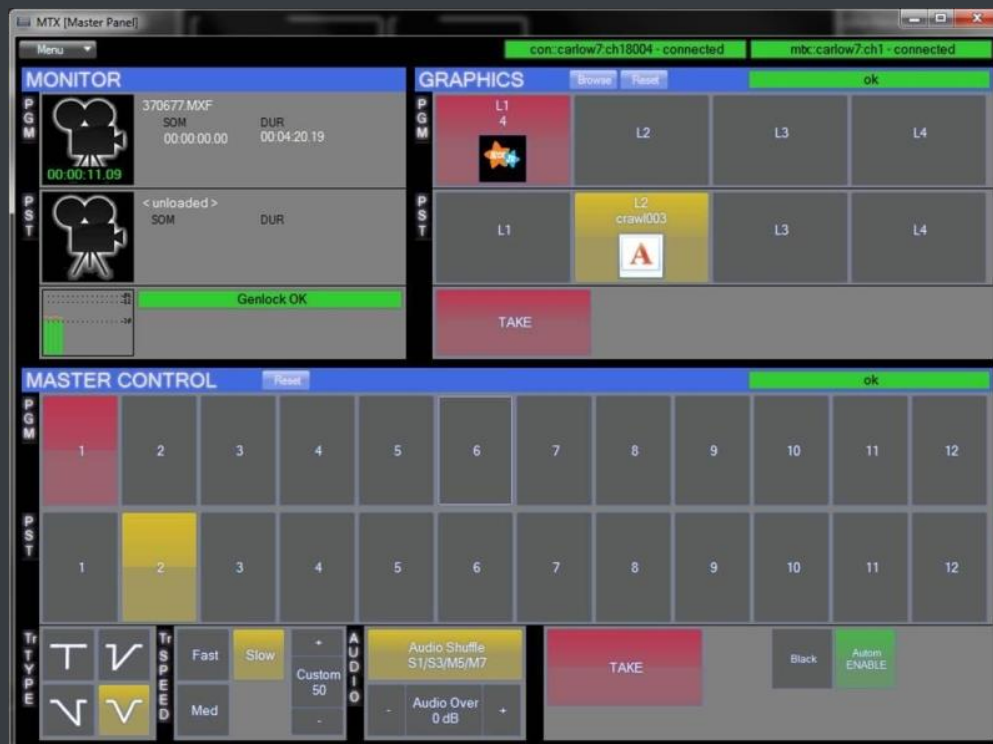 MTX [Master Panel]
Menu
con::carlow7:ch18004 - connected
mtx::carlow7:ch1 - connected
MONITOR
PGM
370677.MXF
SOM
DUR
00:00:00.00
00:04:20.19
00:00:11.09
PST
< unloaded >
SOM
DUR
Genlock OK
GRAPHICS
Browse
Reset
ok
PGM
L1
4
L2
L3
L4
PST
L1
L2
crawl003
A
L3
L4
TAKE
MASTER CONTROL
Reset
ok
PGM
1 2 3 4 5 6 7 8 9 10 11 12
PST
1 2 3 4 5 6 7 8 9 10 11 12
Tr TYPE
Tr SPEED
Fast
Slow
Med
+
Custom
50
-
AUDIO
Audio Shuffle
S1/S3/M5/M7
-
Audio Over
0 dB
+
TAKE
Black
Autom
ENABLE